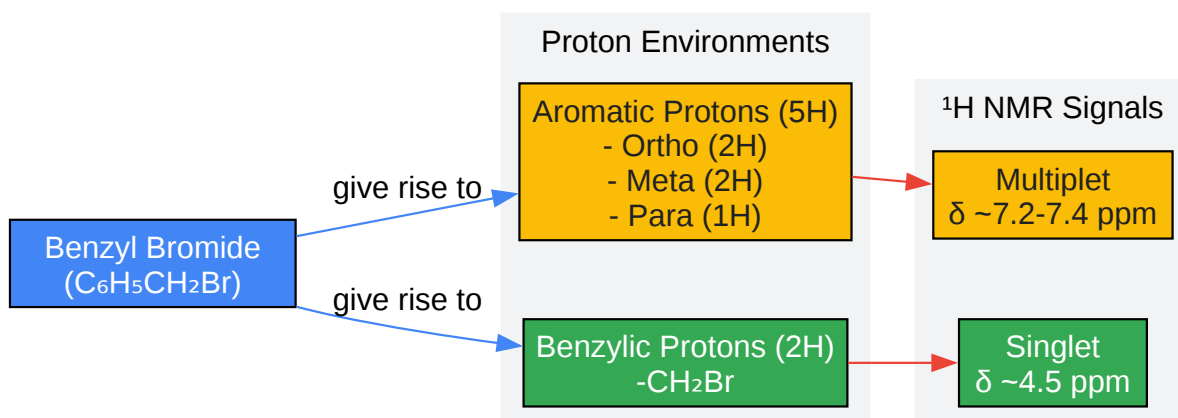 Proton Environments
¹H NMR Signals
Benzyl Bromide
(C₆H₅CH₂Br)
give rise to
give rise to
Aromatic Protons (5H)
- Ortho (2H)
- Meta (2H)
- Para (1H)
Multiplet
δ ~7.2-7.4 ppm
Benzylic Protons (2H)
-CH₂Br
Singlet
δ ~4.5 ppm